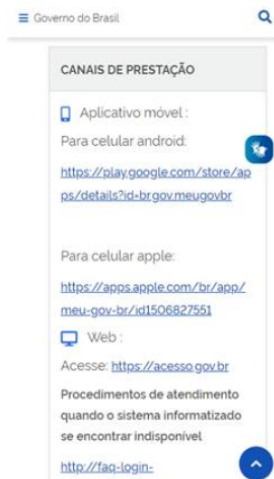 Governo do Brasil
CANAIS DE PRESTAÇÃO
Aplicativo móvel :
Para celular android:
https://play.google.com/store/ap
ps/details?id=br.gov.meugovbr
Para celular apple:
https://apps.apple.com/br/app/
meu-gov-br/id1506827551
Web :
Acesse: https://acesso.gov.br
Procedimentos de atendimento
quando o sistema informatizado
se encontrar indisponível
http://faq-login-